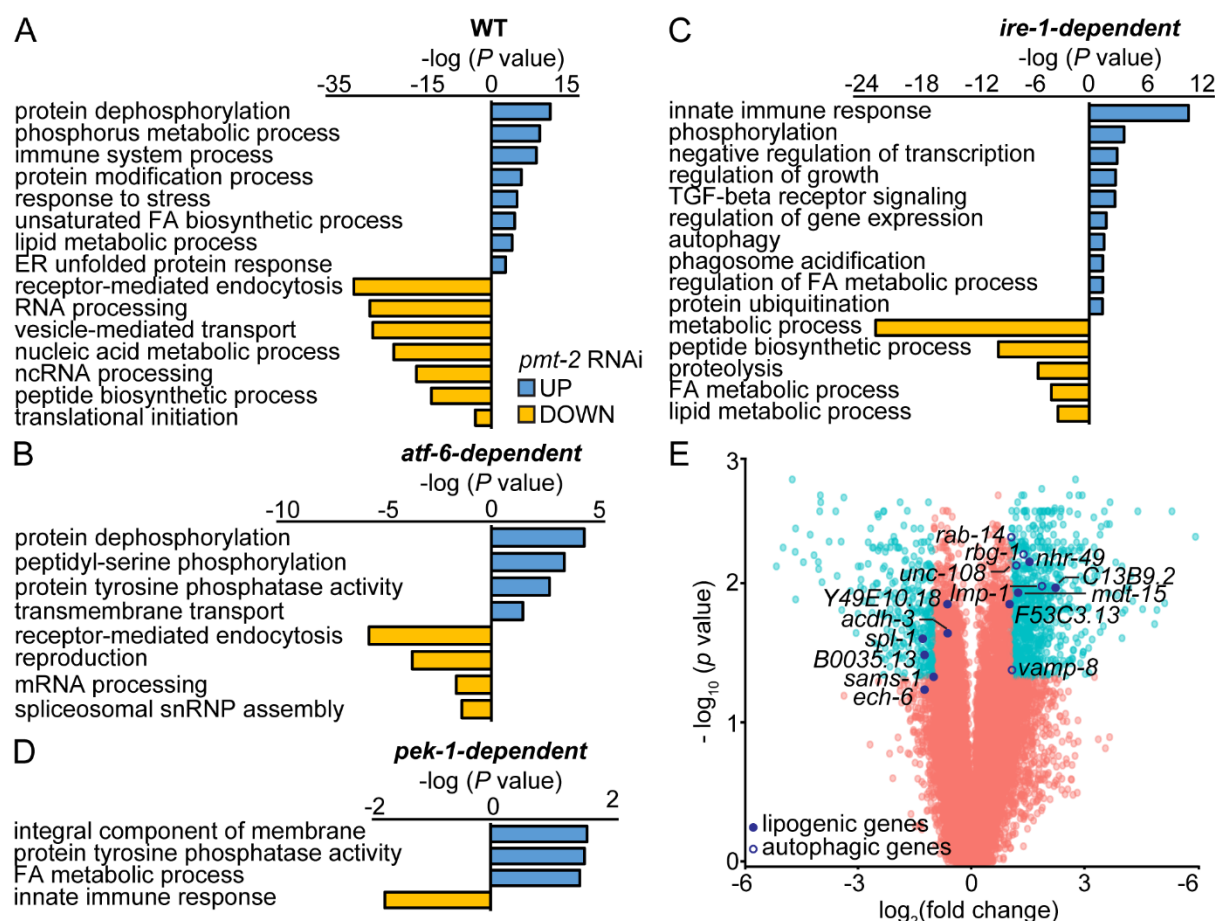 A
WT
-log (P value)
-35 -15 0 15
protein dephosphorylation
phosphorus metabolic process
immune system process
protein modification process
response to stress
unsaturated FA biosynthetic process
lipid metabolic process
ER unfolded protein response
receptor-mediated endocytosis
RNA processing
vesicle-mediated transport
nucleic acid metabolic process
ncRNA processing
peptide biosynthetic process
translational initiation
pmt-2 RNAi
UP
DOWN
B
atf-6-dependent
-log (P value)
-10 -5 0 5
protein dephosphorylation
peptidyl-serine phosphorylation
protein tyrosine phosphatase activity
transmembrane transport
receptor-mediated endocytosis
reproduction
mRNA processing
spliceosomal snRNP assembly
D
pek-1-dependent
-log (P value)
-2 0 2
integral component of membrane
protein tyrosine phosphatase activity
FA metabolic process
innate immune response
C
ire-1-dependent
-log (P value)
-24 -18 -12 -6 0 6 12
innate immune response
phosphorylation
negative regulation of transcription
regulation of growth
TGF-beta receptor signaling
regulation of gene expression
autophagy
phagosome acidification
regulation of FA metabolic process
protein ubiquitination
metabolic process
peptide biosynthetic process
proteolysis
FA metabolic process
lipid metabolic process
E
- log10 (p value)
3
2
1
0
rab-14
rbg-1
nhr-49
unc-108
C13B9.2
lmp-1
mdt-15
Y49E10.18
F53C3.13
acdh-3
spl-1
B0035.13
vamp-8
sams-1
ech-6
lipogenic genes
autophagic genes
-6 -3 0 3 -6
log2(fold change)